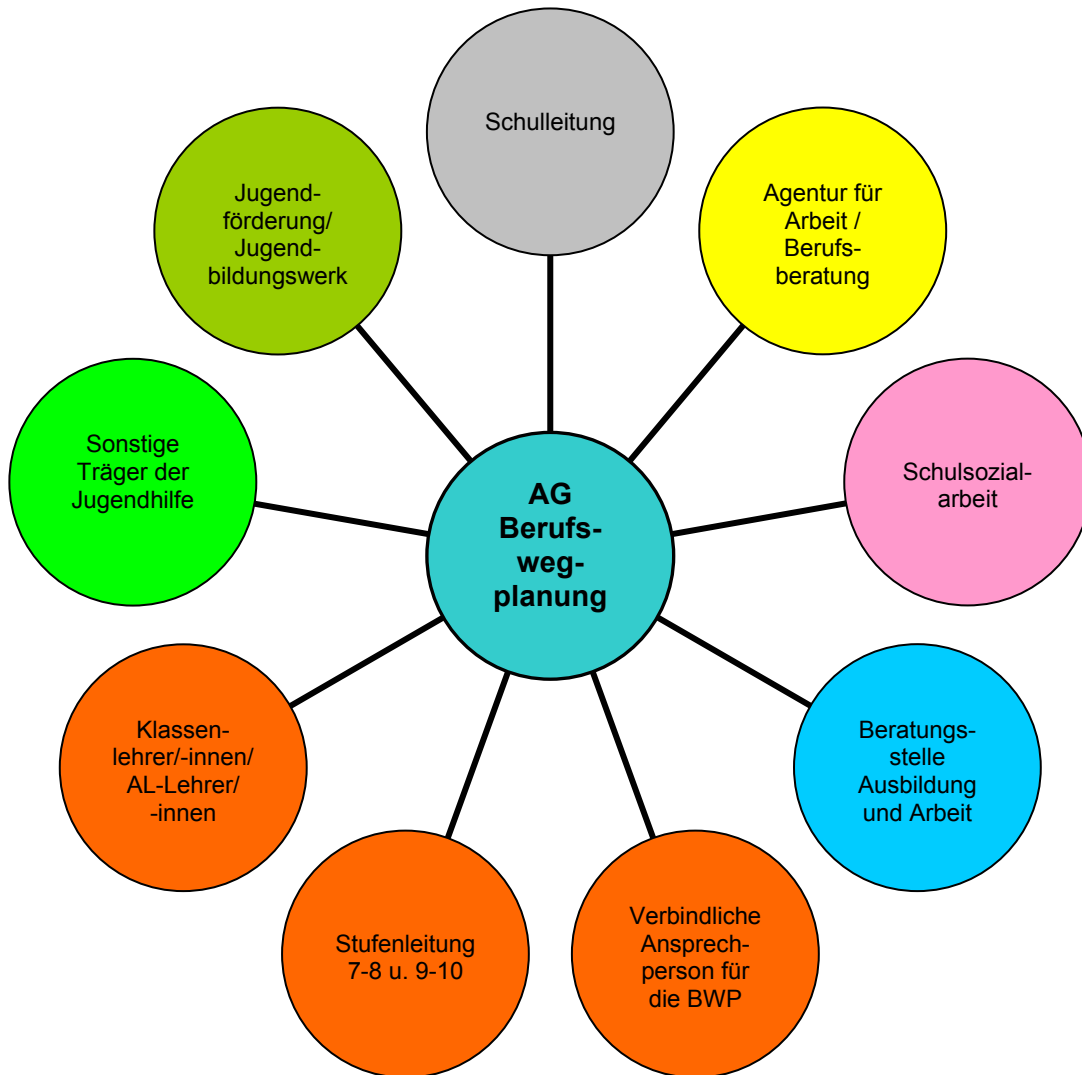 Schulleitung
Agentur für
Arbeit /
Berufs-
beratung
Schulsozial-
arbeit
Beratungs-
stelle
Ausbildung
und Arbeit
Verbindliche
Ansprech-
person für
die BWP
Stufenleitung
7-8 u. 9-10
Klassen-
lehrer/-innen/
AL-Lehrer/
-innen
Sonstige
Träger der
Jugendhilfe
Jugend-
förderung/
Jugend-
bildungswerk
AG
Berufs-
weg-
planung